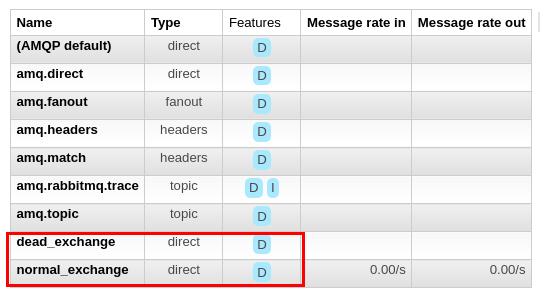 Name Type Features Message rate in Message rate out
(AMQP default) direct D
amq.direct direct D
amq.fanout fanout D
amq.headers headers D
amq.match headers D
amq.rabbitmq.trace topic D I
amq.topic topic D
dead_exchange direct D
normal_exchange direct D 0.00/s 0.00/s